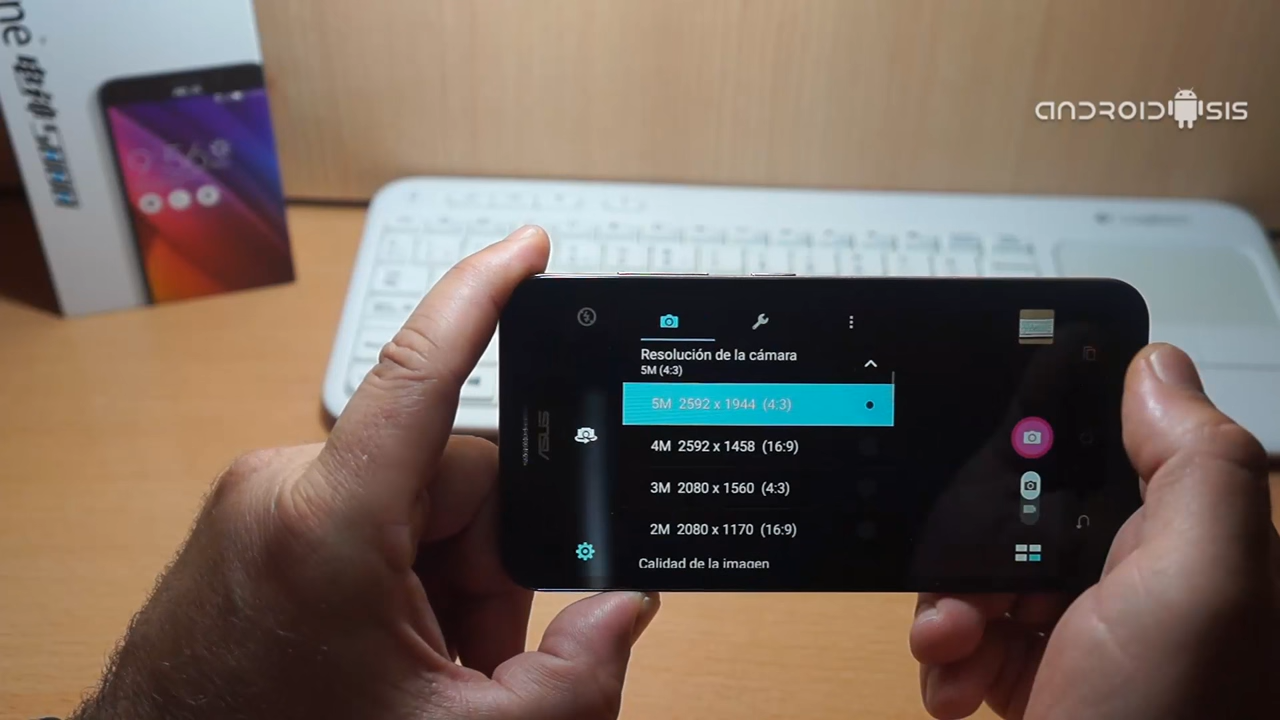 ANDROIDSIS
ne
ASUS
Resolución de la cámara
5M (4:3)
5M 2592 x 1944 (4:3)
4M 2592 x 1458 (16:9)
3M 2080 x 1560 (4:3)
2M 2080 x 1170 (16:9)
Calidad de la imagen